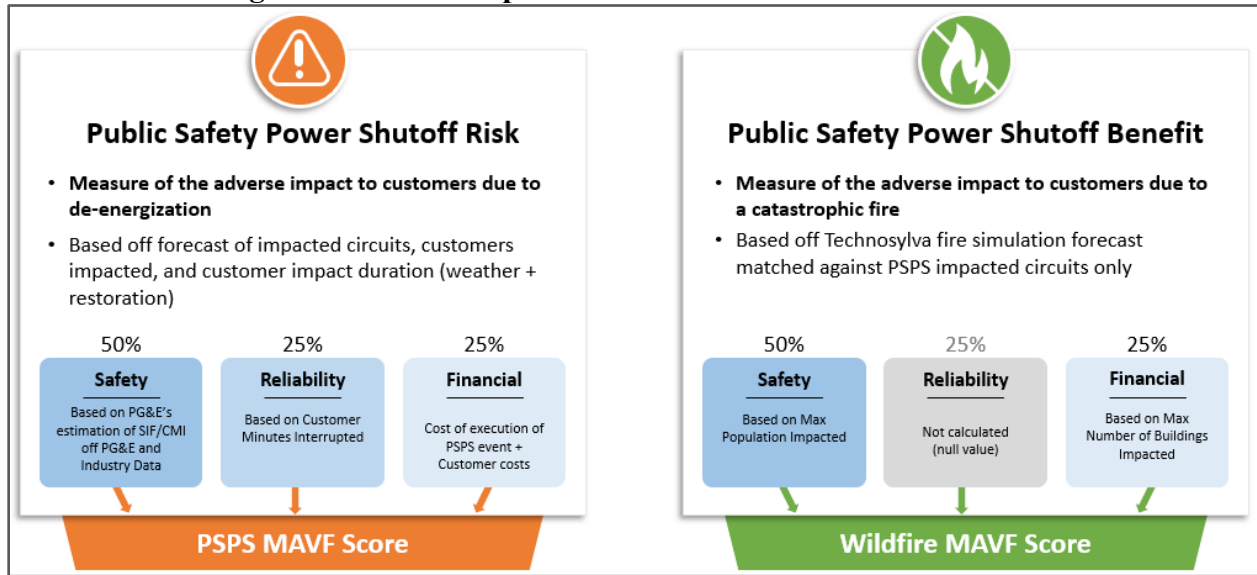 Public Safety Power Shutoff Risk
• Measure of the adverse impact to customers due to
de-energization
• Based off forecast of impacted circuits, customers
impacted, and customer impact duration (weather +
restoration)
50%
25%
25%
Safety
Based on PG&E's
estimation of SIF/CMI
off PG&E and
Industry Data
Reliability
Based on Customer
Minutes Interrupted
Financial
Cost of execution of
PSPS event +
Customer costs
PSPS MAVF Score
Public Safety Power Shutoff Benefit
• Measure of the adverse impact to customers due to
a catastrophic fire
• Based off Technosylva fire simulation forecast
matched against PSPS impacted circuits only
50%
25%
25%
Safety
Based on Max
Population Impacted
Reliability
Not calculated
(null value)
Financial
Based on Max
Number of Buildings
Impacted
Wildfire MAVF Score